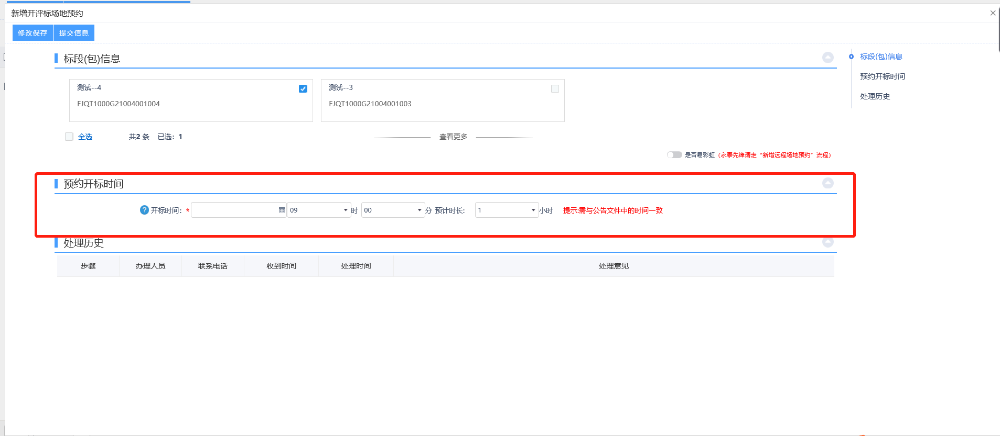 新增开评标场地预约
修改保存 提交信息
标段(包)信息
标段(包)信息
预约开标时间
处理历史
测试--4
FJQT1000G21004001004
测试--3
FJQT1000G21004001003
全选 共2 条 已选：1 查看更多
是否易彩虹（永泰先锋请走“新增远程场地预约”流程）
预约开标时间
? 开标时间：* 09 时 00 分 预计时长： 1 小时 提示:需与公告文件中的时间一致
处理历史
步骤 办理人员 联系电话 收到时间 处理时间 处理意见